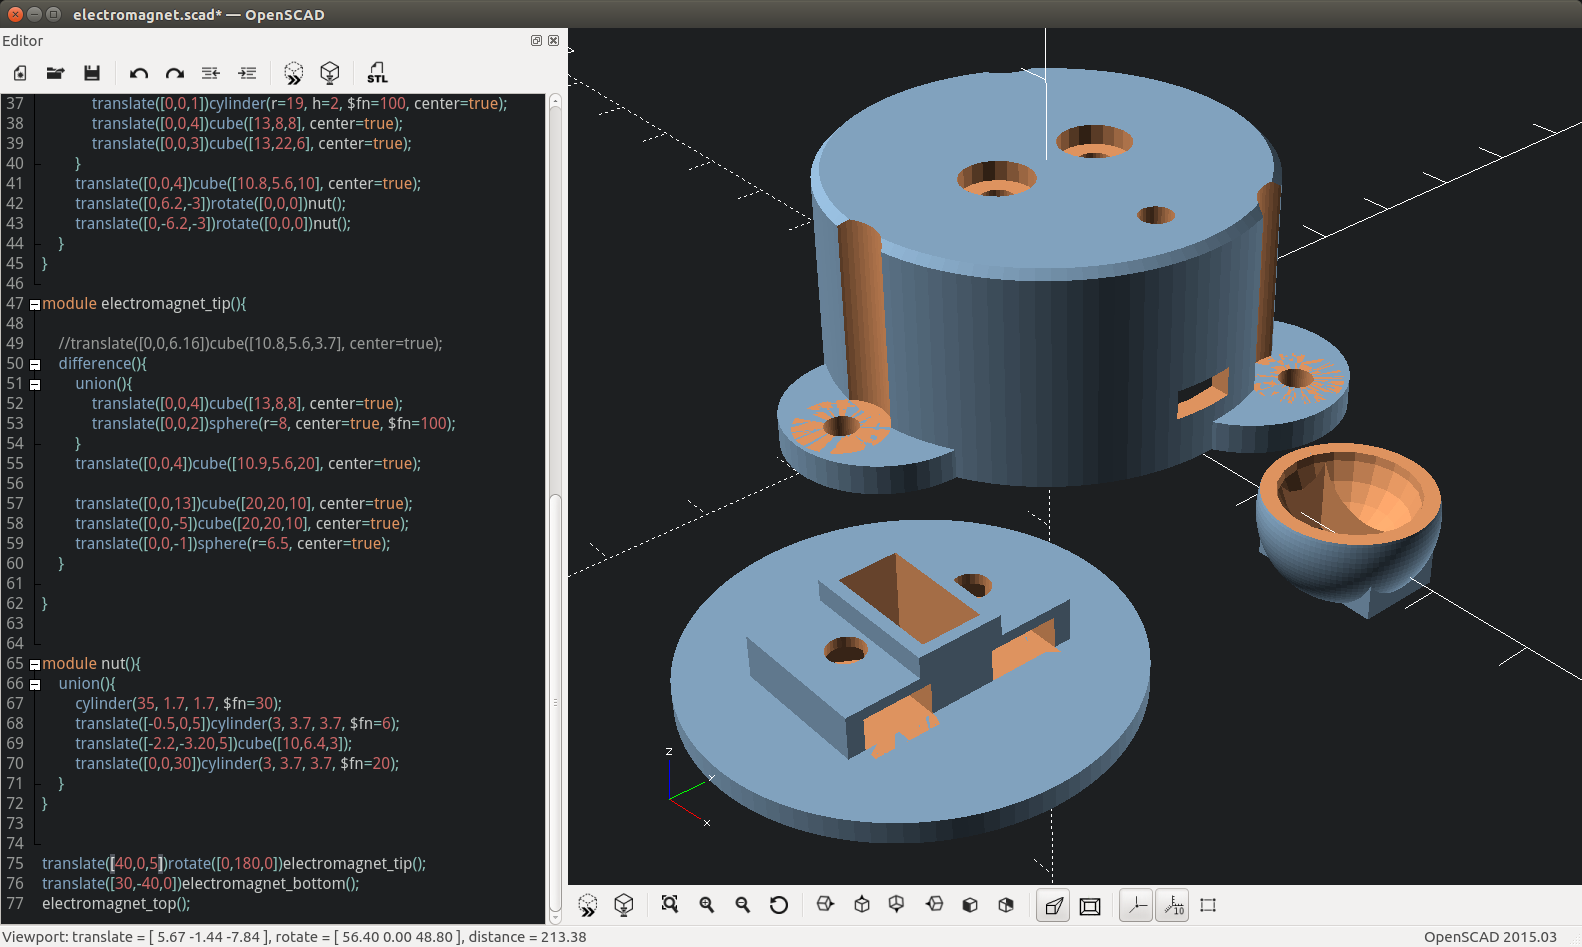 electromagnet.scad* — OpenSCAD
Editor
STL
37 translate([0,0,1])cylinder(r=19, h=2, $fn=100, center=true);
38 translate([0,0,4])cube([13,8,8], center=true);
39 translate([0,0,3])cube([13,22,6], center=true);
40 }
41 translate([0,0,4])cube([10.8,5.6,10], center=true);
42 translate([0,6.2,-3])rotate([0,0,0])nut();
43 translate([0,-6.2,-3])rotate([0,0,0])nut();
44 }
45 }
46
47 module electromagnet_tip(){
48
49 //translate([0,0,6.16])cube([10.8,5.6,3.7], center=true);
50 difference(){
51 union(){
52 translate([0,0,4])cube([13,8,8], center=true);
53 translate([0,0,2])sphere(r=8, center=true, $fn=100);
54 }
55 translate([0,0,4])cube([10.9,5.6,20], center=true);
56
57 translate([0,0,13])cube([20,20,10], center=true);
58 translate([0,0,-5])cube([20,20,10], center=true);
59 translate([0,0,-1])sphere(r=6.5, center=true);
60 }
61
62 }
63
64
65 module nut(){
66 union(){
67 cylinder(35, 1.7, 1.7, $fn=30);
68 translate([-0.5,0,5])cylinder(3, 3.7, 3.7, $fn=6);
69 translate([-2.2,-3.20,5])cube([10,6.4,3]);
70 translate([0,0,30])cylinder(3, 3.7, 3.7, $fn=20);
71 }
72 }
73
74
75 translate([40,0,5])rotate([0,180,0])electromagnet_tip();
76 translate([30,-40,0])electromagnet_bottom();
77 electromagnet_top();
z
x
10
Viewport: translate = [ 5.67 -1.44 -7.84 ], rotate = [ 56.40 0.00 48.80 ], distance = 213.38
OpenSCAD 2015.03